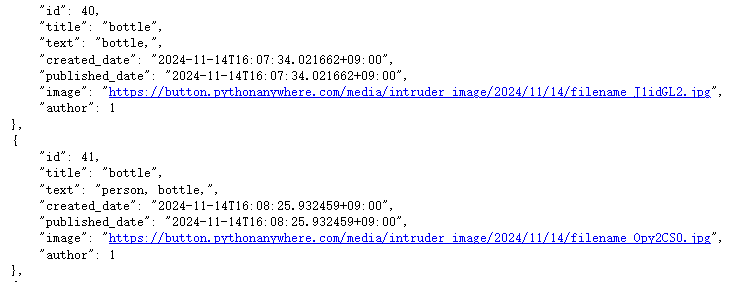 "id": 40,
"title": "bottle",
"text": "bottle,",
"created_date": "2024-11-14T16:07:34.021662+09:00",
"published_date": "2024-11-14T16:07:34.021662+09:00",
"image": "https://button.pythonanywhere.com/media/intruder_image/2024/11/14/filename_J1idGL2.jpg",
"author": 1
},
{
"id": 41,
"title": "bottle",
"text": "person, bottle,",
"created_date": "2024-11-14T16:08:25.932459+09:00",
"published_date": "2024-11-14T16:08:25.932459+09:00",
"image": "https://button.pythonanywhere.com/media/intruder_image/2024/11/14/filename_Opy2CS0.jpg",
"author": 1
},